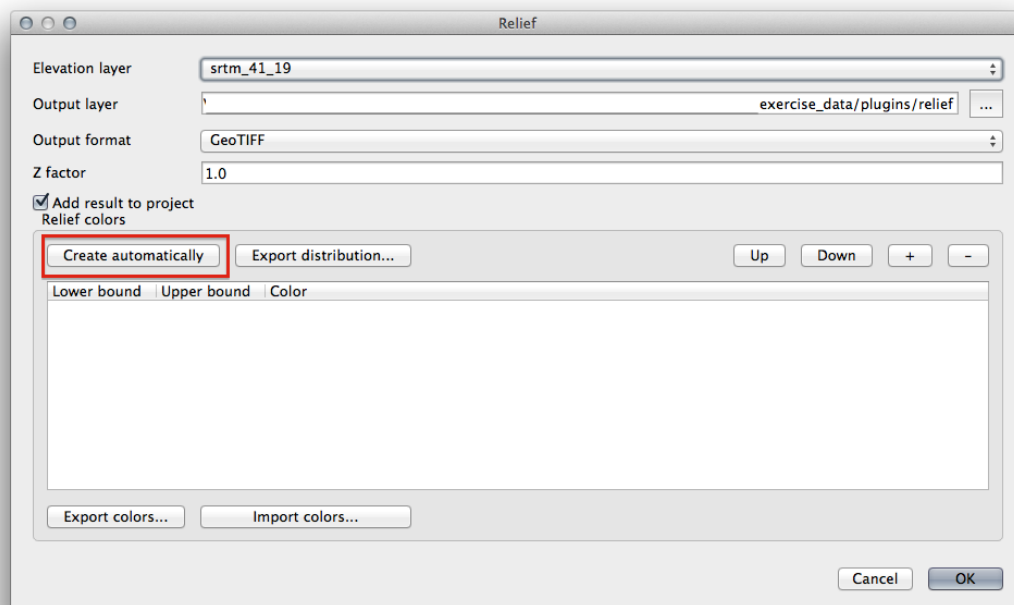 Relief
Elevation layer srtm_41_19
Output layer exercise_data/plugins/relief ...
Output format GeoTIFF
Z factor 1.0
Add result to project
Relief colors
Create automatically Export distribution... Up Down + -
Lower bound Upper bound Color
Export colors... Import colors...
Cancel OK